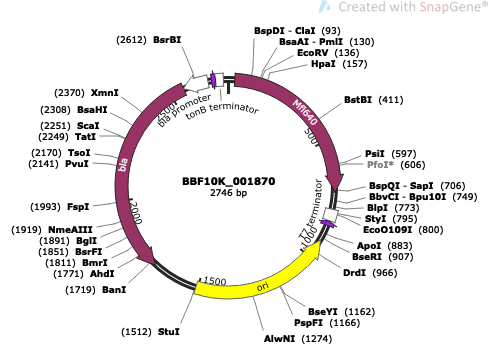 Created with SnapGene®
(2612) BsrBI
BspDI - ClaI (93)
BsaAI - PmlI (130)
EcoRV (136)
HpaI (157)
(2370) XmnI
(2308) BsaHI
(2251) ScaI
(2249) TatI
(2170) TsoI
(2141) PvuI
(1993) FspI
(1919) NmeAIII
(1891) BglI
(1851) BsrFI
(1811) BmrI
(1771) AhdI
(1719) BanI
(1512) StuI
BstBI (411)
PsiI (597)
PfoI* (606)
BspQI - SapI (706)
BbvCI - Bpu10I (749)
BlpI (773)
StyI (795)
EcoO109I (800)
ApoI (883)
BseRI (907)
DrdI (966)
BseYI (1162)
PspFI (1166)
AlwNI (1274)
bla promoter
tonB terminator
Mfl640
T7 terminator
bla
ori
500
1000
1500
2000
2500
BBF10K_001870
2746 bp